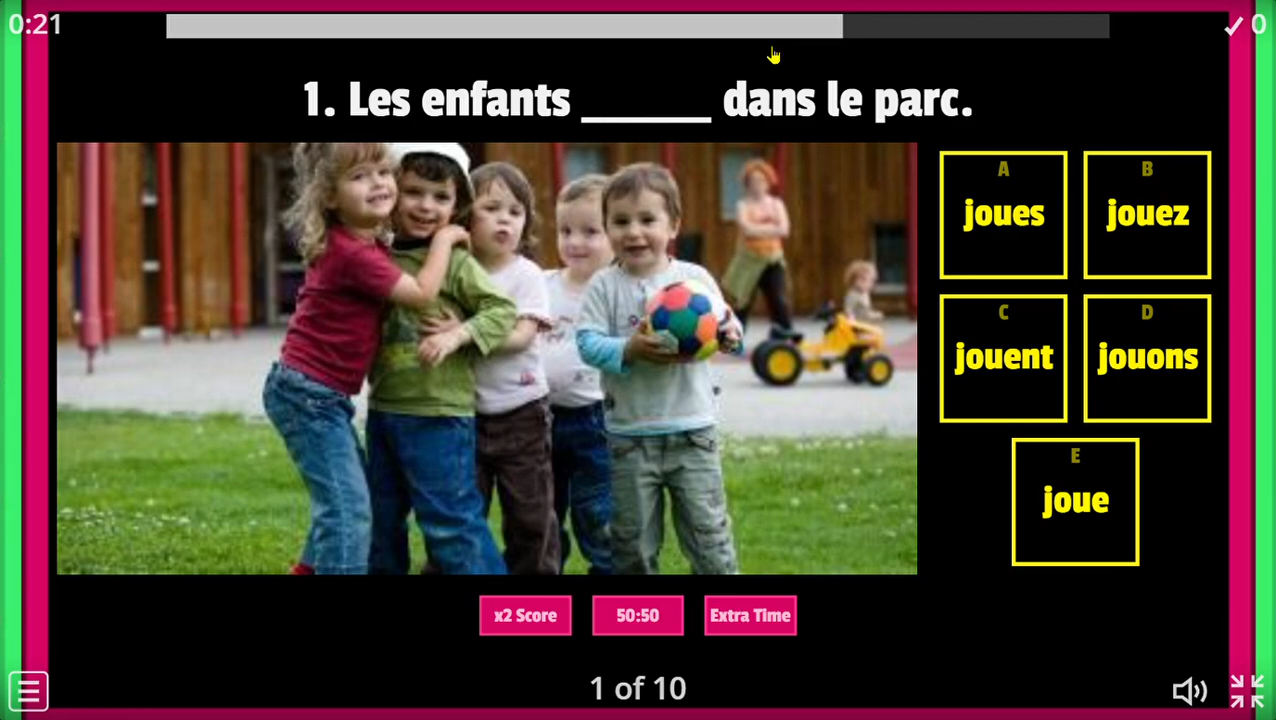 0:21
✓ 0
1. Les enfants ______ dans le parc.
A
joues
B
jouez
C
jouent
D
jouons
E
joue
x2 Score
50:50
Extra Time
1 of 10